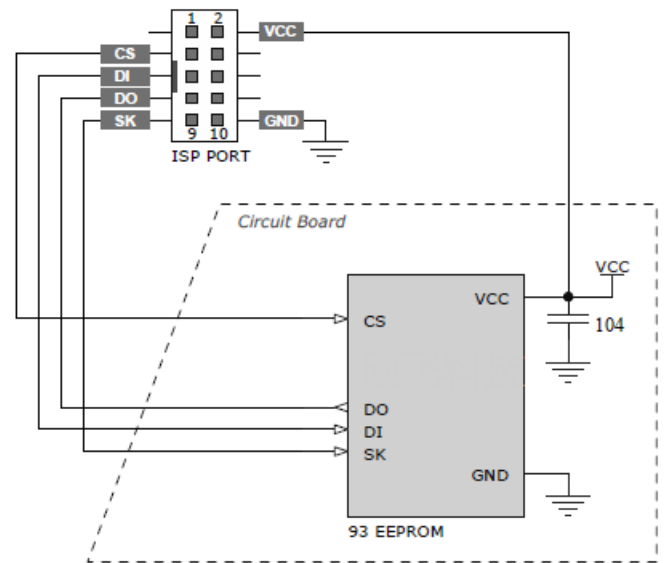 1 2
VCC
CS
DI
DO
SK
GND
9 10
ISP PORT
Circuit Board
VCC
VCC
CS
104
DO
DI
SK
GND
93 EEPROM